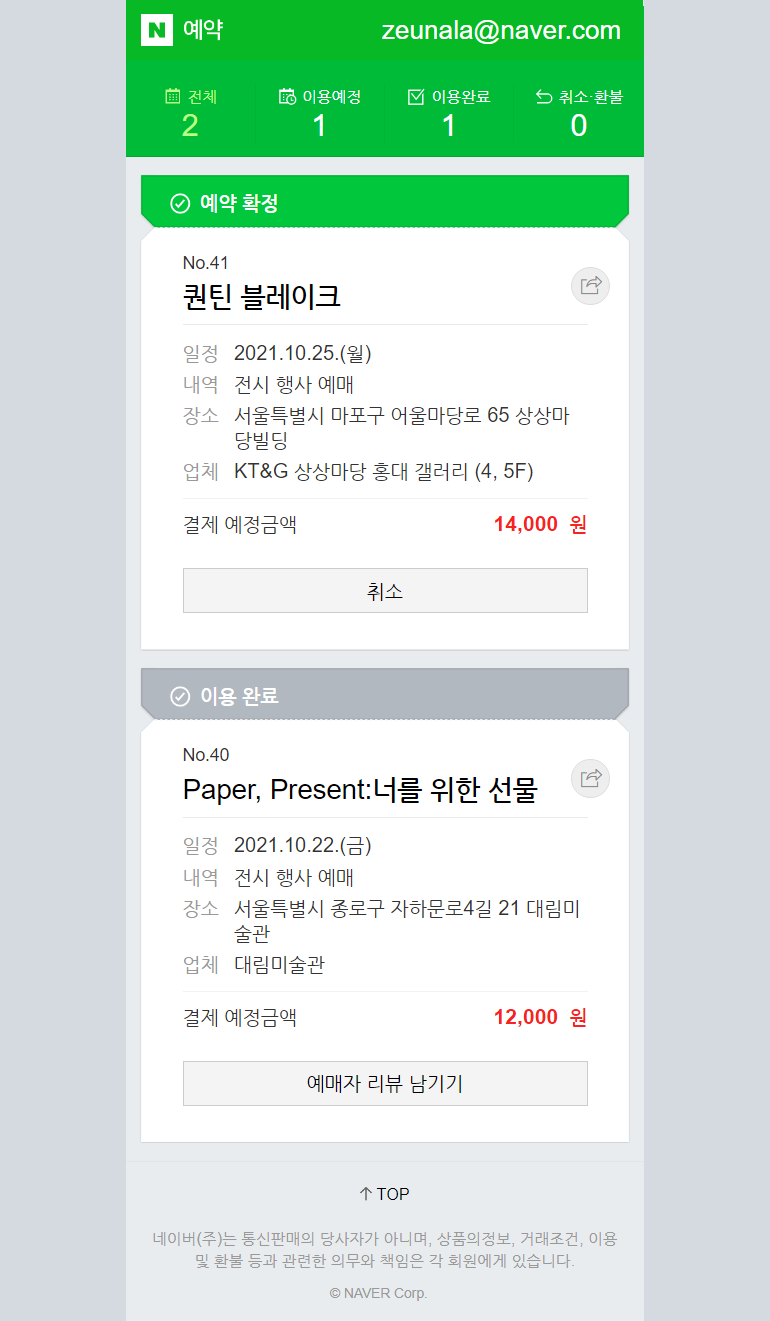 N 예약 zeunala@naver.com
전체 이용예정 이용완료 취소·환불
2 1 1 0
예약 확정
No.41
퀀틴 블레이크
일정 2021.10.25.(월)
내역 전시 행사 예매
장소 서울특별시 마포구 어울마당로 65 상상마
당빌딩
업체 KT&G 상상마당 홍대 갤러리 (4, 5F)
결제 예정금액 14,000 원
취소
이용 완료
No.40
Paper, Present:너를 위한 선물
일정 2021.10.22.(금)
내역 전시 행사 예매
장소 서울특별시 종로구 자하문로4길 21 대림미
술관
업체 대림미술관
결제 예정금액 12,000 원
예매자 리뷰 남기기
TOP
네이버(주)는 통신판매의 당사자가 아니며, 상품의정보, 거래조건, 이용
및 환불 등과 관련한 의무와 책임은 각 회원에게 있습니다.
© NAVER Corp.